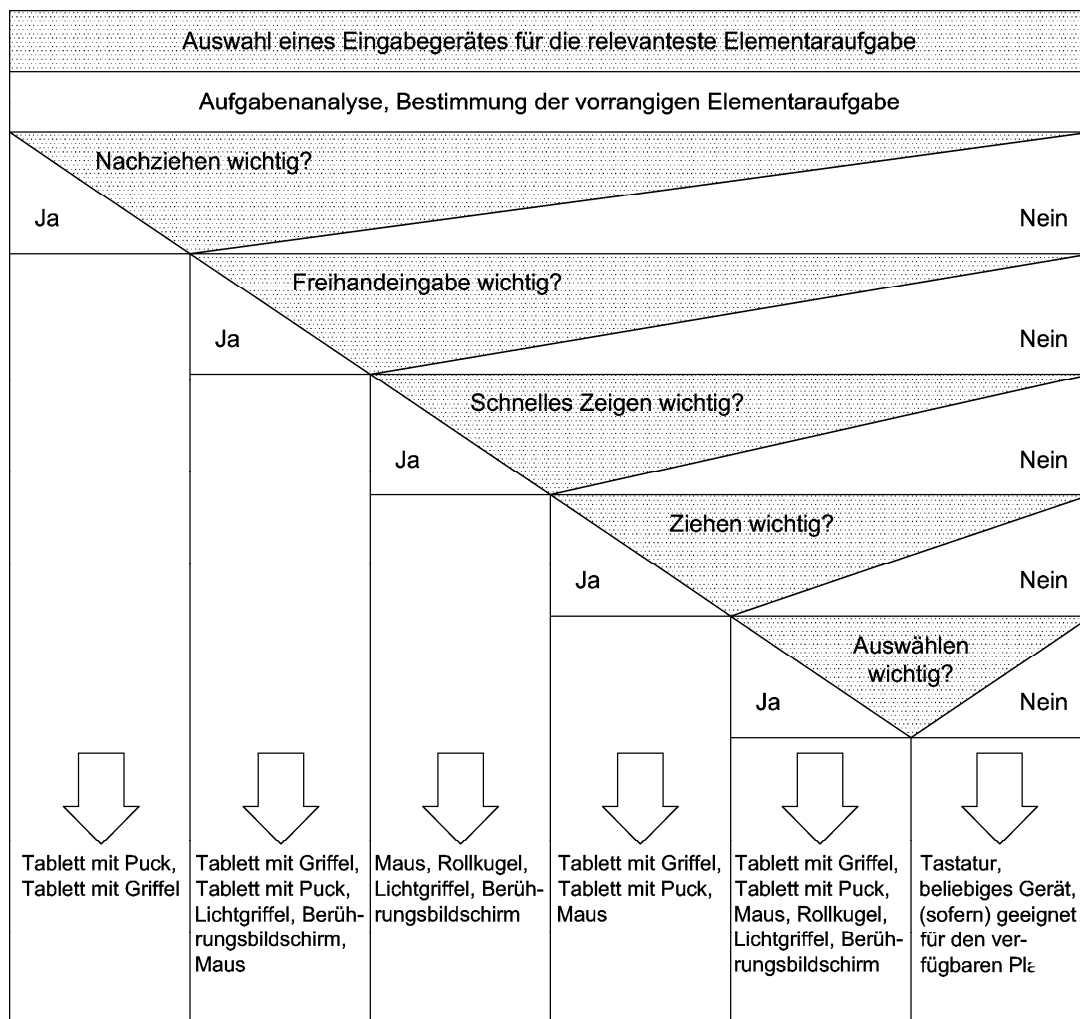 Auswahl eines Eingabegerätes für die relevanteste Elementaraufgabe
Aufgabenanalyse, Bestimmung der vorrangigen Elementaraufgabe
Nachziehen wichtig?
Ja
Nein
Freihandeingabe wichtig?
Ja
Nein
Schnelles Zeigen wichtig?
Ja
Nein
Ziehen wichtig?
Ja
Nein
Auswählen
wichtig?
Ja
Nein
Tablett mit Puck,
Tablett mit Griffel
Tablett mit Griffel,
Tablett mit Puck,
Lichtgriffel, Berüh-
rungsbildschirm,
Maus
Maus, Rollkugel,
Lichtgriffel, Berüh-
rungsbildschirm
Tablett mit Griffel,
Tablett mit Puck,
Maus
Tablett mit Griffel,
Tablett mit Puck,
Maus, Rollkugel,
Lichtgriffel, Berüh-
rungsbildschirm
Tastatur,
beliebiges Gerät,
(sofern) geeignet
für den ver-
fügbaren